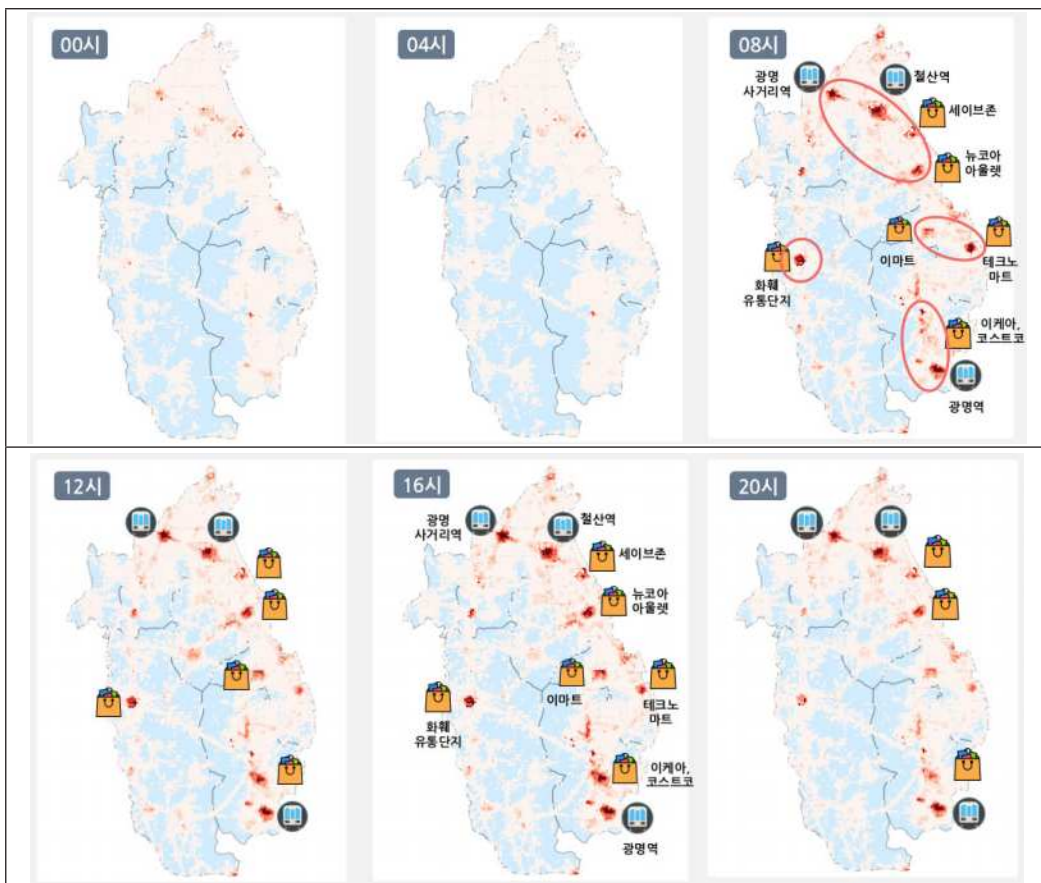 00시
04시
08시
광명
사거리역
철산역
세이브존
뉴코아
아울렛
이마트
테크노
마트
화훼
유통단지
이케아,
코스트코
광명역
12시
16시
광명
사거리역
철산역
세이브존
뉴코아
아울렛
이마트
테크노
마트
화훼
유통단지
이케아,
코스트코
광명역
20시